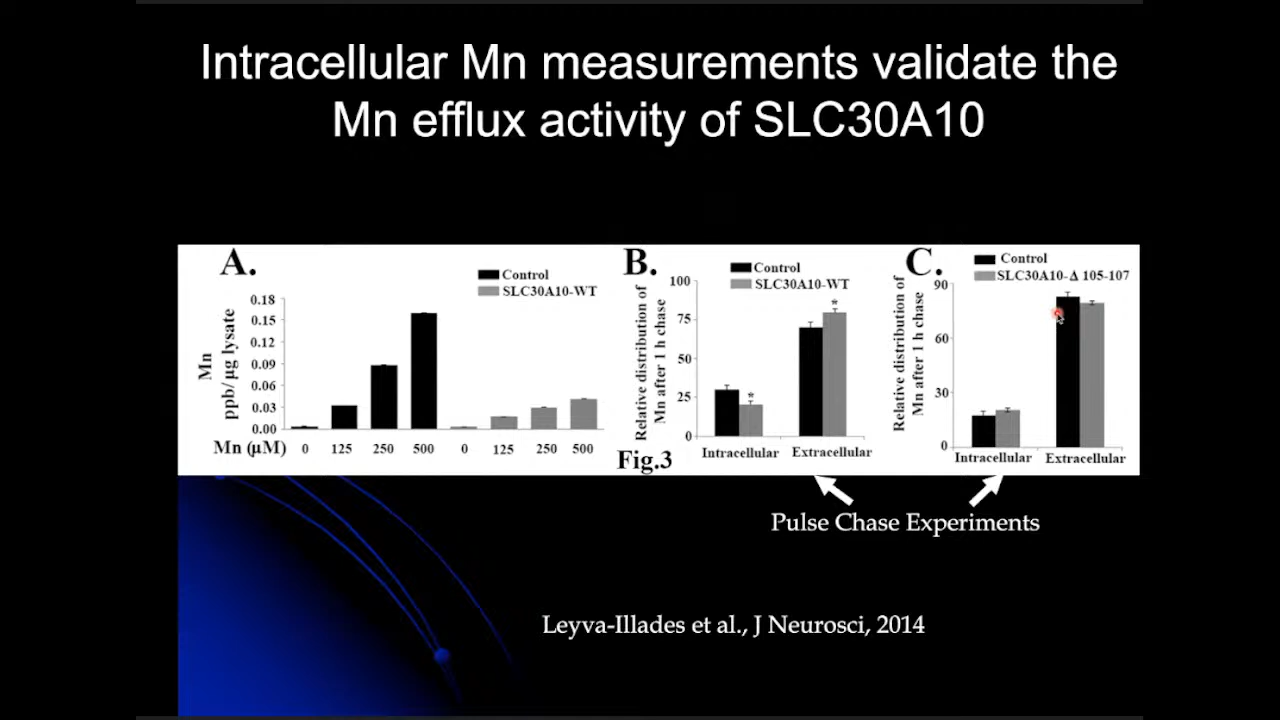 Intracellular Mn measurements validate the
Mn efflux activity of SLC30A10
A.
Control
SLC30A10-WT
Mn
ppb/μg lysate
0.18
0.15
0.12
0.09
0.06
0.03
0.00
Mn (μM) 0 125 250 500 0 125 250 500
B.
Control
SLC30A10-WT
Relative distribution of
Mn after 1 h chase
100
75
50
25
0
*
*
Intracellular Extracellular
Fig.3
C.
Control
SLC30A10-Δ 105-107
Relative distribution of
Mn after 1 h chase
90
60
30
0
Intracellular Extracellular
Pulse Chase Experiments
Leyva-Illades et al., J Neurosci, 2014